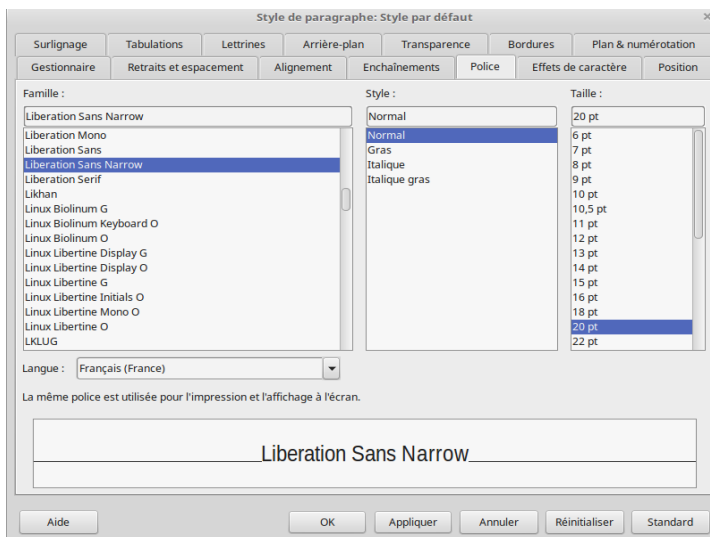 Style de paragraphe: Style par défaut
Surlignage Tabulations Lettrines Arrière-plan Transparence Bordures Plan & numérotation
Gestionnaire Retraits et espacement Alignement Enchaînements Police Effets de caractère Position
Famille : Style : Taille :
Liberation Sans Narrow Normal 20 pt
Liberation Mono Normal 6 pt
Liberation Sans Gras 7 pt
Liberation Sans Narrow Italique 8 pt
Liberation Serif Italique gras 9 pt
Likhan 10 pt
Linux Biolinum G 10,5 pt
Linux Biolinum Keyboard O 11 pt
Linux Biolinum O 12 pt
Linux Libertine Display G 13 pt
Linux Libertine Display O 14 pt
Linux Libertine G 15 pt
Linux Libertine Initials O 16 pt
Linux Libertine Mono O 18 pt
Linux Libertine O 20 pt
LKLUG 22 pt
Langue : Français (France)
La même police est utilisée pour l'impression et l'affichage à l'écran.
Liberation Sans Narrow
Aide OK Appliquer Annuler Réinitialiser Standard